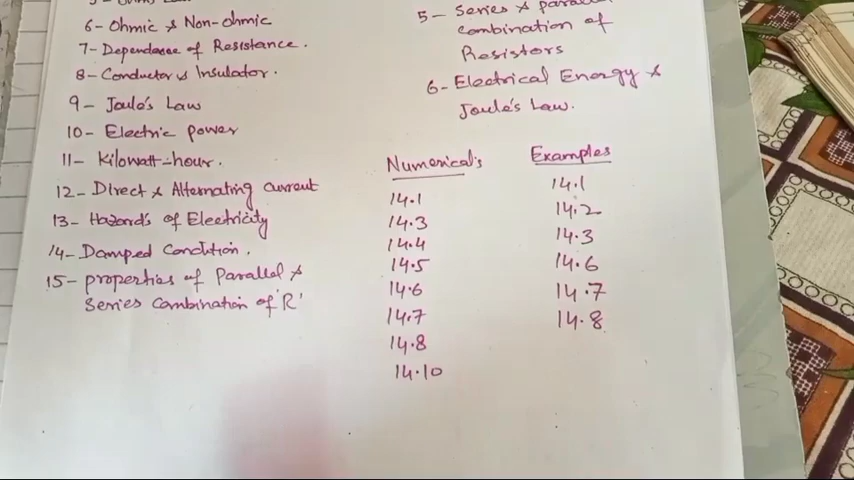 6- Ohmic & Non-ohmic
7- Dependance of Resistance.
8- Conductor vs Insulator.
9- Joule's Law
10- Electric power
11- Kilowatt-hour.
12- Direct & Alternating Current
13- Hazard's of Electricity
14- Damped Condition.
15- properties of Parallel &
Series Combination of 'R'
5- Series & parallel
combination of
Resistors
6- Electrical Energy &
Joule's Law.
Numerical's
14.1
14.3
14.4
14.5
14.6
14.7
14.8
14.10
Examples
14.1
14.2
14.3
14.6
14.7
14.8